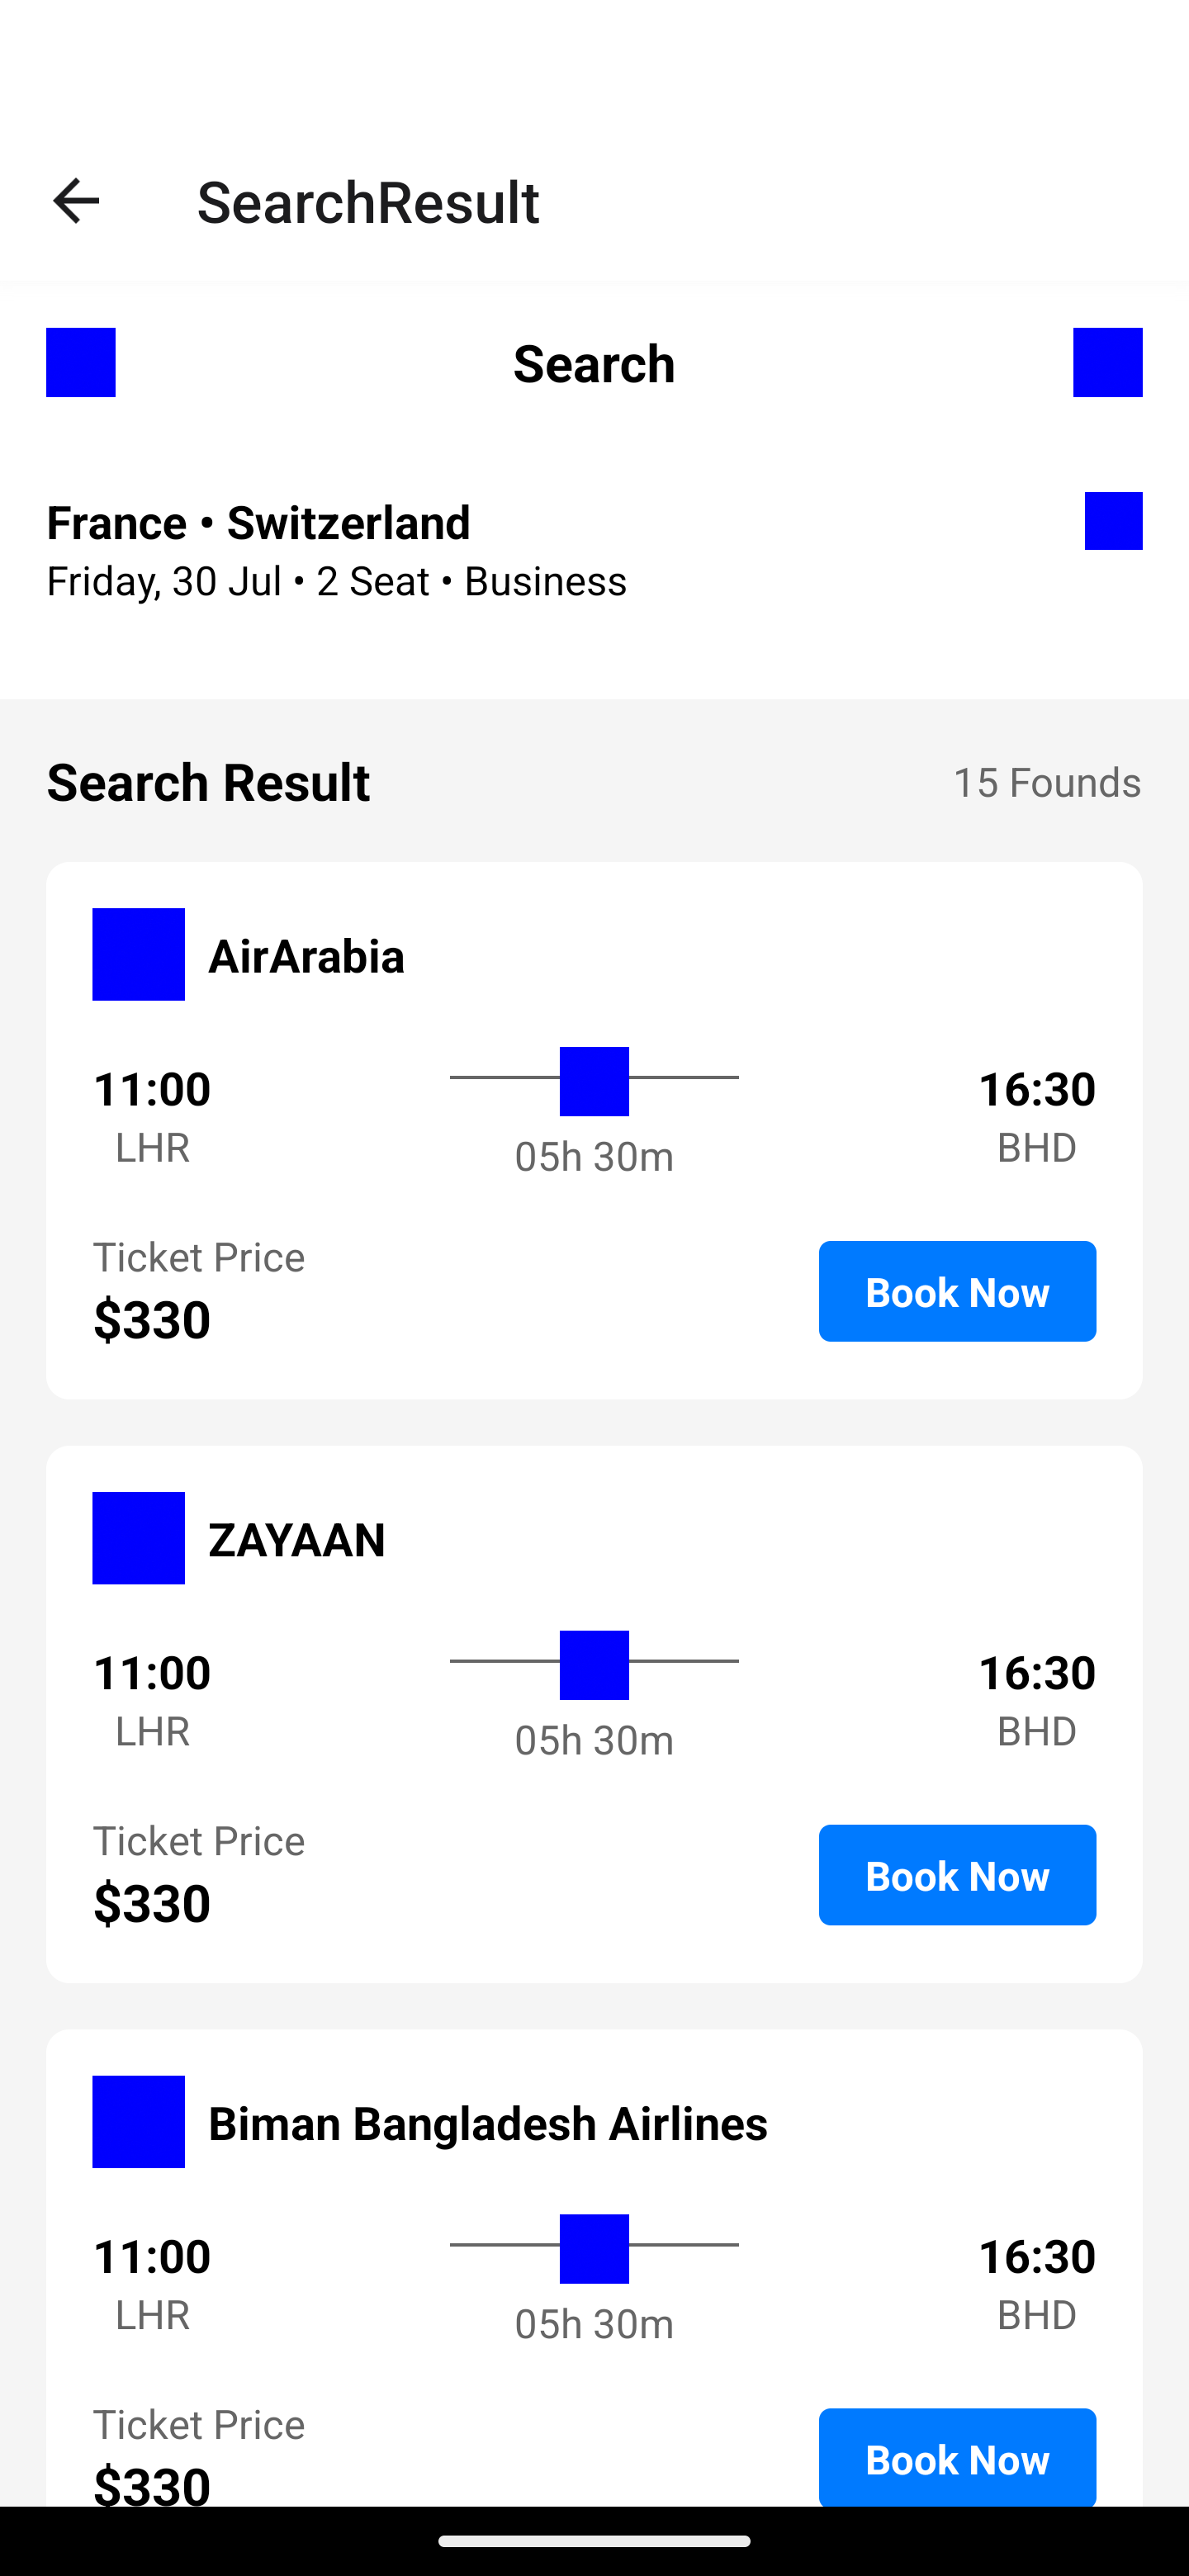 SearchResult
Search
France • Switzerland
Friday, 30 Jul • 2 Seat • Business
Search Result
15 Founds
AirArabia
11:00
LHR
05h 30m
16:30
BHD
Ticket Price
$330
Book Now
ZAYAAN
11:00
LHR
05h 30m
16:30
BHD
Ticket Price
$330
Book Now
Biman Bangladesh Airlines
11:00
LHR
05h 30m
16:30
BHD
Ticket Price
$330
Book Now